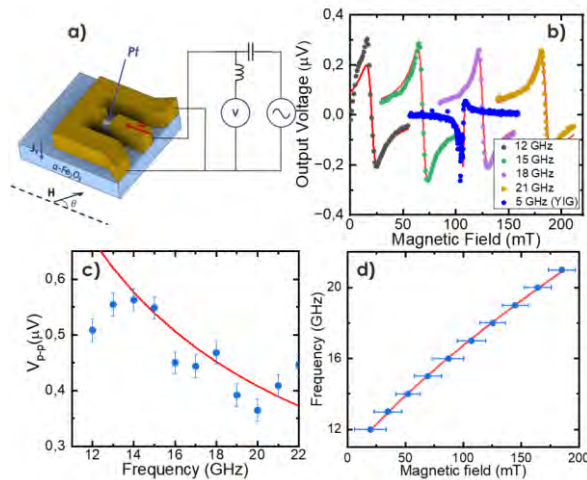 a)
Pt
V
Js
α-Fe₂O₃
H
θ
b)
Output Voltage (μV)
0,4
0,2
0,0
−0,2
−0,4
0
50
100
150
200
Magnetic Field (mT)
12 GHz
15 GHz
18 GHz
21 GHz
5 GHz (YIG)
c)
Vp-p(μV)
0,6
0,5
0,4
0,3
12
14
16
18
20
22
Frequency (GHz)
d)
Frequency (GHz)
20
16
12
0
50
100
150
200
Magnetic field (mT)